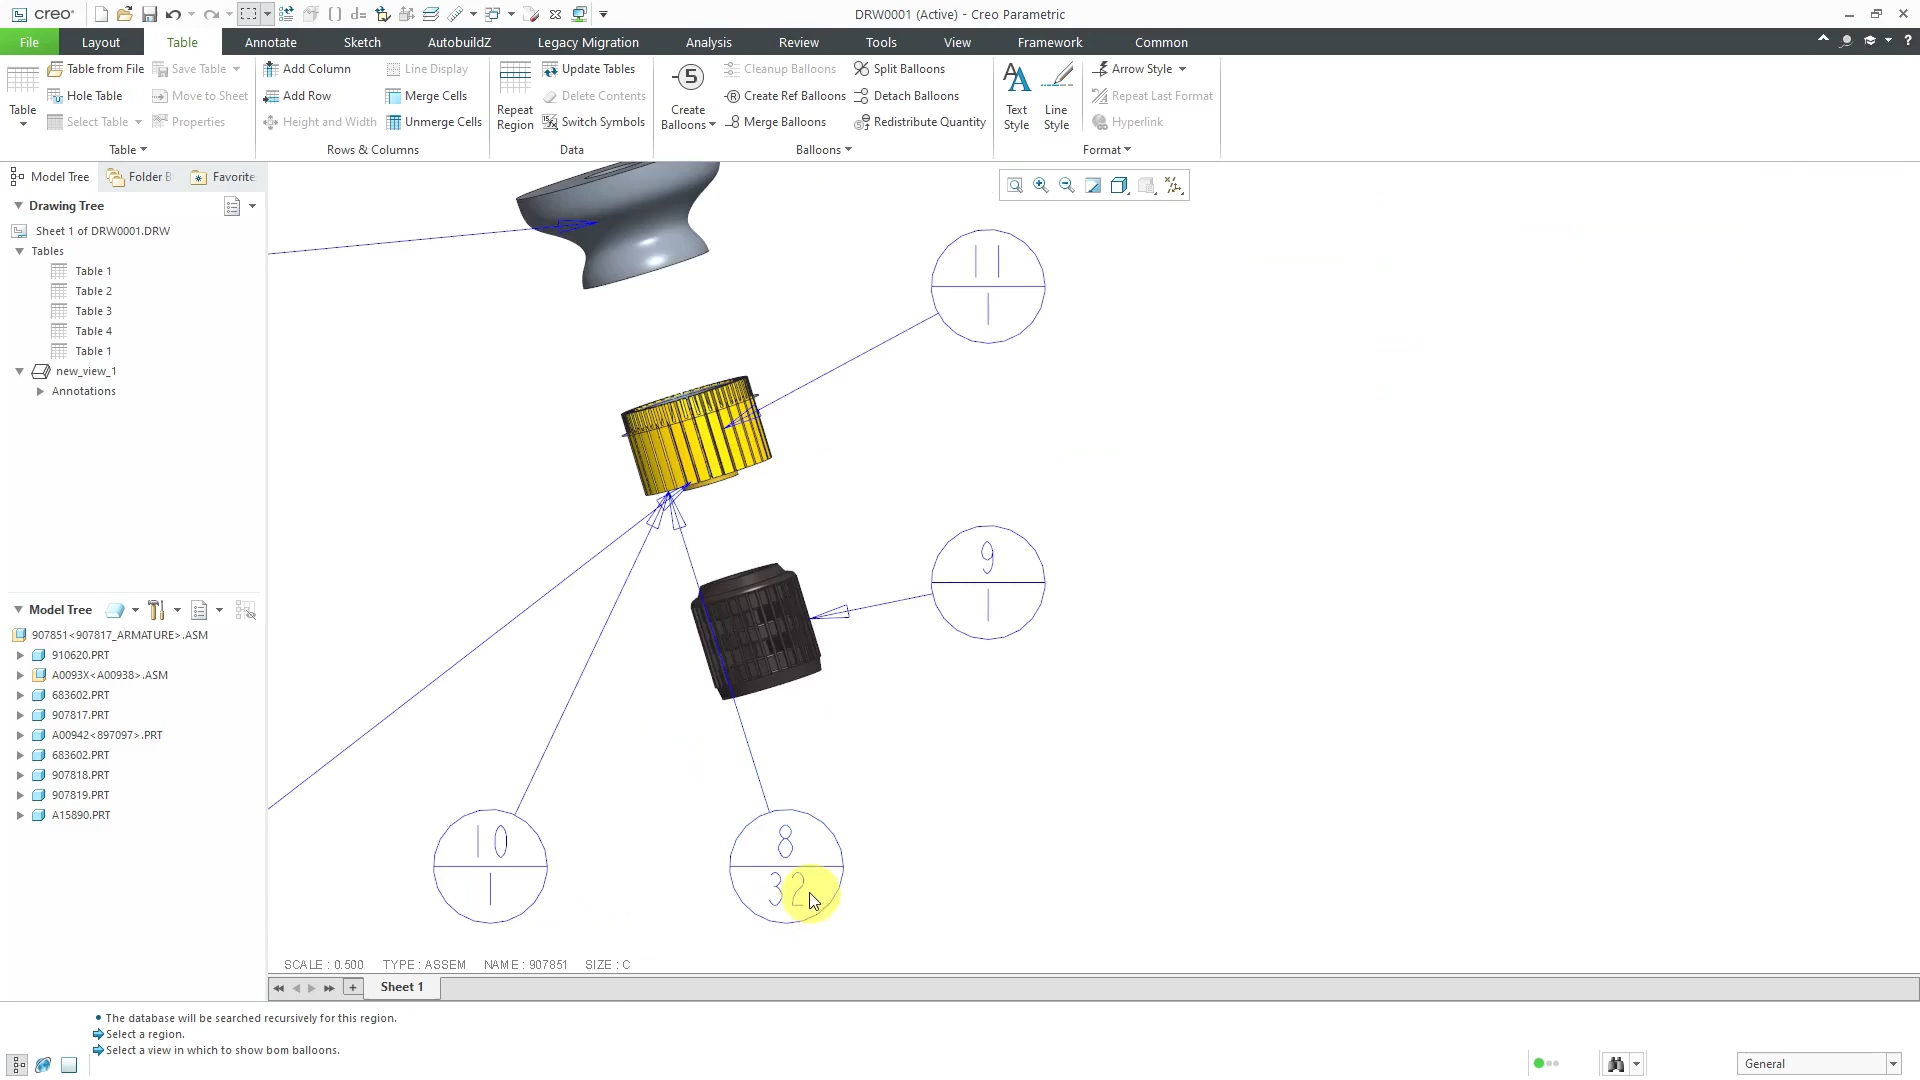 creo
DRW0001 (Active) - Creo Parametric
File
Layout
Table
Annotate
Sketch
AutobuildZ
Legacy Migration
Analysis
Review
Tools
View
Framework
Common
Table
Table from File
Hole Table
Select Table
Save Table
Move to Sheet
Properties
Table
Add Column
Add Row
Height and Width
Line Display
Merge Cells
Unmerge Cells
Rows & Columns
Repeat
Region
Update Tables
Delete Contents
Switch Symbols
Data
5
Create
Balloons
Cleanup Balloons
Create Ref Balloons
Merge Balloons
Split Balloons
Detach Balloons
Redistribute Quantity
Balloons
Text
Style
Line
Style
Arrow Style
Repeat Last Format
Hyperlink
Format
Model Tree
Folder B
Favorite
Drawing Tree
Sheet 1 of DRW0001.DRW
Tables
Table 1
Table 2
Table 3
Table 4
Table 1
new_view_1
Annotations
Model Tree
907851<907817_ARMATURE>.ASM
910620.PRT
A0093X<A00938>.ASM
683602.PRT
907817.PRT
A00942<897097>.PRT
683602.PRT
907818.PRT
907819.PRT
A15890.PRT
11
1
9
1
10
1
8
32
SCALE : 0.500 TYPE : ASSEM NAME : 907851 SIZE : C
Sheet 1
The database will be searched recursively for this region.
Select a region.
Select a view in which to show bom balloons.
General